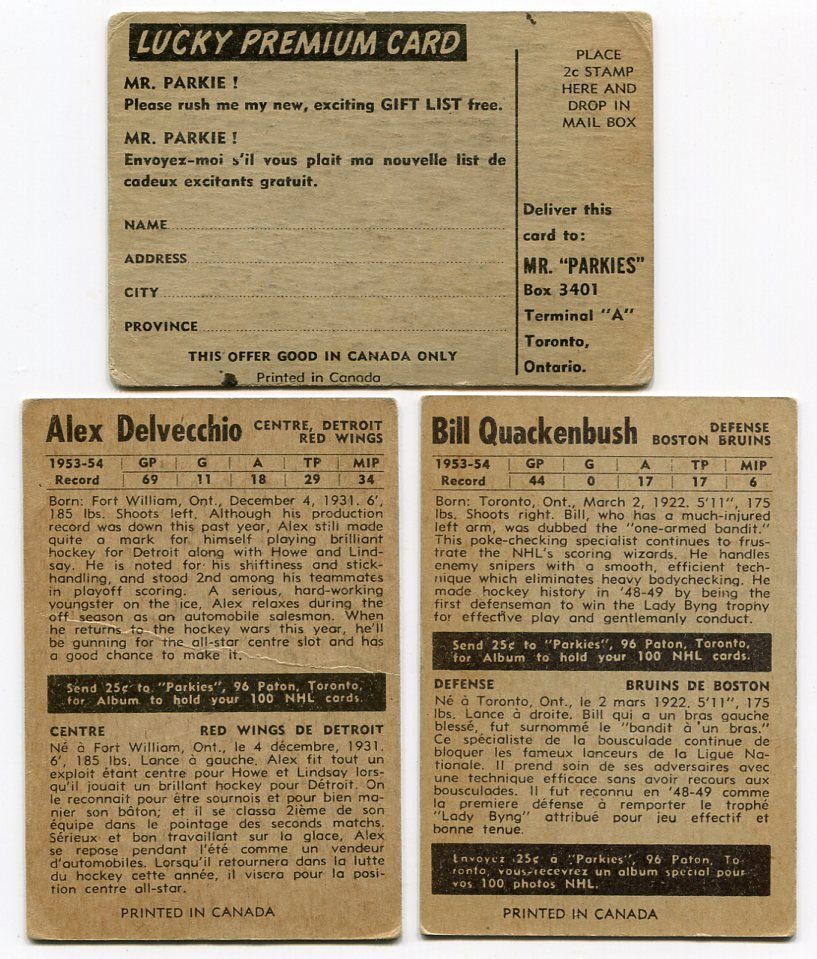 LUCKY PREMIUM CARD
MR. PARKIE !
Please rush me my new, exciting GIFT LIST free.
MR. PARKIE !
Envoyez-moi s'il vous plait ma nouvelle list de
cadeux excitants gratuit.
NAME
ADDRESS
CITY
PROVINCE
THIS OFFER GOOD IN CANADA ONLY
Printed in Canada
PLACE
2c STAMP
HERE AND
DROP IN
MAIL BOX
Deliver this
card to:
MR. "PARKIES"
Box 3401
Terminal "A"
Toronto,
Ontario.
Alex Delvecchio
CENTRE, DETROIT
RED WINGS
1953-54 | GP | G | A | TP | MIP
Record | 69 | 11 | 18 | 29 | 34
Born: Fort William, Ont., December 4, 1931. 6',
185 lbs. Shoots left. Although his production
record was down this past year, Alex still made
quite a mark for himself playing brilliant
hockey for Detroit along with Howe and Lind-
say. He is noted for his shiftiness and stick-
handling, and stood 2nd among his teammates
in playoff scoring. A serious, hard-working
youngster on the ice, Alex relaxes during the
off season as an automobile salesman. When
he returns to the hockey wars this year, he'll
be gunning for the all-star centre slot and has
a good chance to make it.
Send 25¢ to "Parkies", 96 Paton, Toronto,
for Album to hold your 100 NHL cards.
CENTRE RED WINGS DE DETROIT
Né à Fort William, Ont., le 4 décembre, 1931.
6', 185 lbs. Lance à gauche. Alex fit tout un
exploit étant centre pour Howe et Lindsay lors-
qu'il jouait un brillant hockey pour Détroit. On
le reconnait pour être sournois et pour bien ma-
nier son bâton; et il se classa 2ième de son
équipe dans le pointage des seconds matchs.
Sérieux et bon travaillant sur la glace, Alex
se repose pendant l'été comme un vendeur
d'automobiles. Lorsqu'il retournera dans la lutte
du hockey cette année, il visera pour la posi-
tion centre all-star.
PRINTED IN CANADA
Bill Quackenbush
DEFENSE
BOSTON BRUINS
1953-54 | GP | G | A | TP | MIP
Record | 44 | 0 | 17 | 17 | 6
Born: Toronto, Ont., March 2, 1922. 5'11", 175
lbs. Shoots right. Bill, who has a much-injured
left arm, was dubbed the "one-armed bandit."
This poke-checking specialist continues to frus-
trate the NHL's scoring wizards. He handles
enemy snipers with a smooth, efficient tech-
nique which eliminates heavy bodychecking. He
made hockey history in '48-49 by being the
first defenseman to win the Lady Byng trophy
for effective play and gentlemanly conduct.
Send 25¢ to "Parkies", 96 Paton, Toronto,
for Album to hold your 100 NHL cards.
DEFENSE BRUINS DE BOSTON
Né à Toronto, Ont., le 2 mars 1922. 5'11", 175
lbs. Lance à droite. Bill qui a un bras gauche
blessé, fut surnommé le "bandit à un bras."
Ce spécialiste de la bousculade continue de
bloquer les fameux lanceurs de la Ligue Na-
tionale. Il prend soin de ses adversaires avec
une technique efficace sans avoir recours aux
bousculades. Il fut reconnu en '48-49 comme
la premiere défense à remporter le trophé
"Lady Byng" attribué pour jeu effectif et
bonne tenue.
Envoyez 25¢ à "Parkies", 96 Paton, To-
ronto, vous recevrez un album special pour
vos 100 photos NHL.
PRINTED IN CANADA